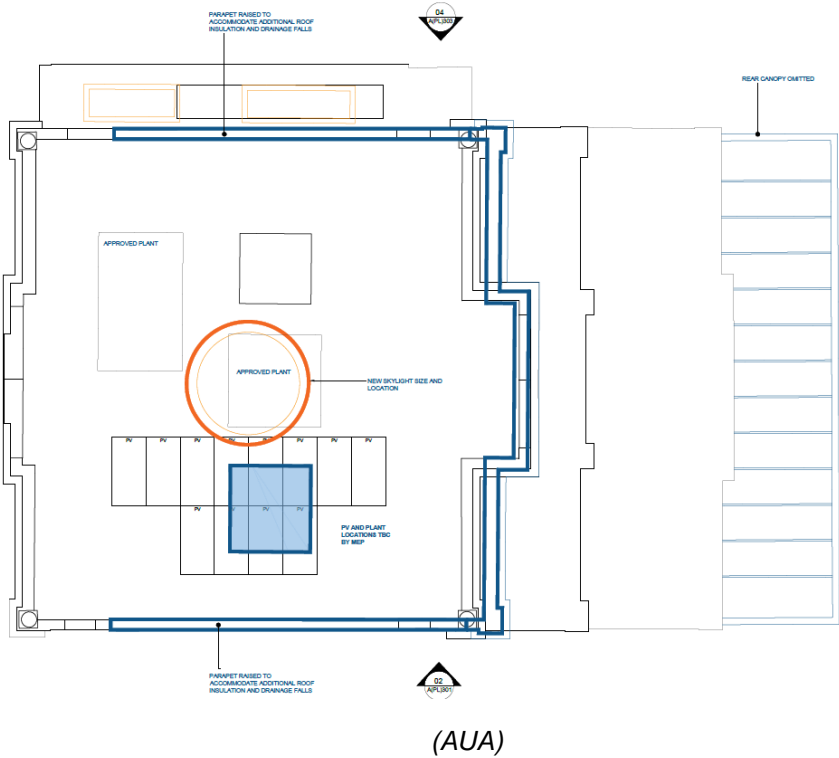 PARAPET RAISED TO
ACCOMMODATE ADDITIONAL ROOF
INSULATION AND DRAINAGE FALLS
04
A(PL)303
REAR CANOPY OMITTED
APPROVED PLANT
APPROVED PLANT
NEW SKYLIGHT SIZE AND
LOCATION
PV PV PV PV PV PV PV PV
PV PV PV PV
PV AND PLANT
LOCATIONS TBC
BY MEP
PARAPET RAISED TO
ACCOMMODATE ADDITIONAL ROOF
INSULATION AND DRAINAGE FALLS
02
A(PL)301
(AUA)